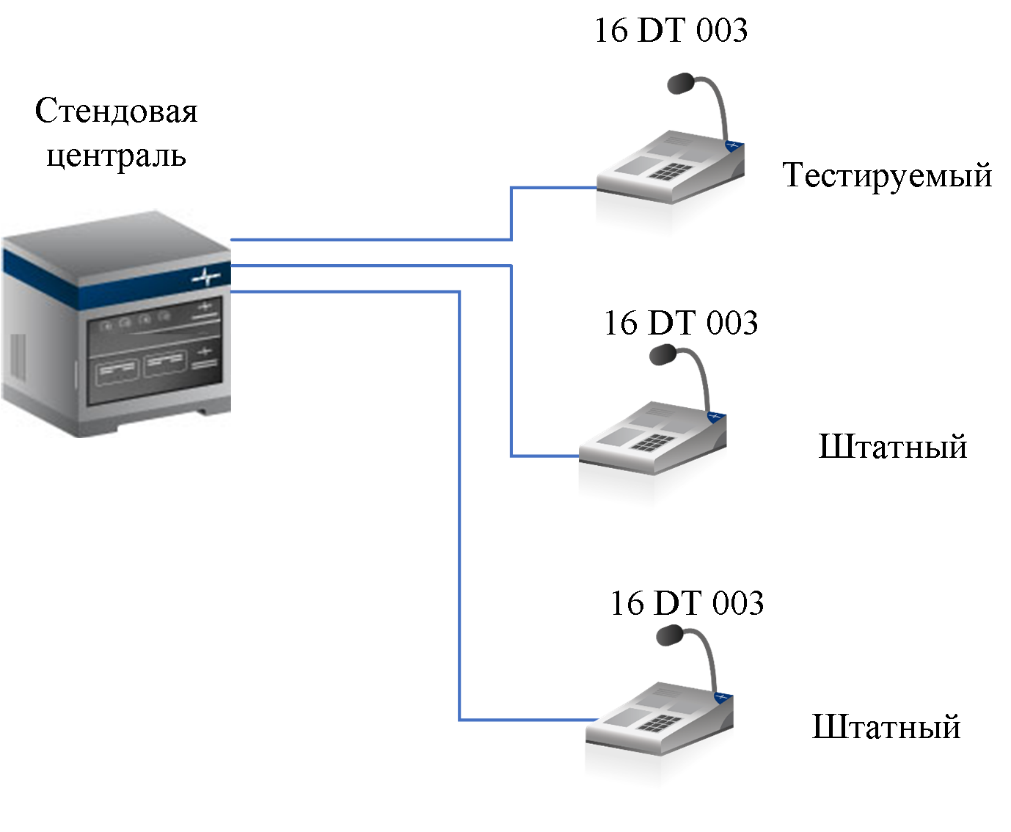 16 DT 003
Стендовая
централь
Тестируемый
16 DT 003
Штатный
16 DT 003
Штатный